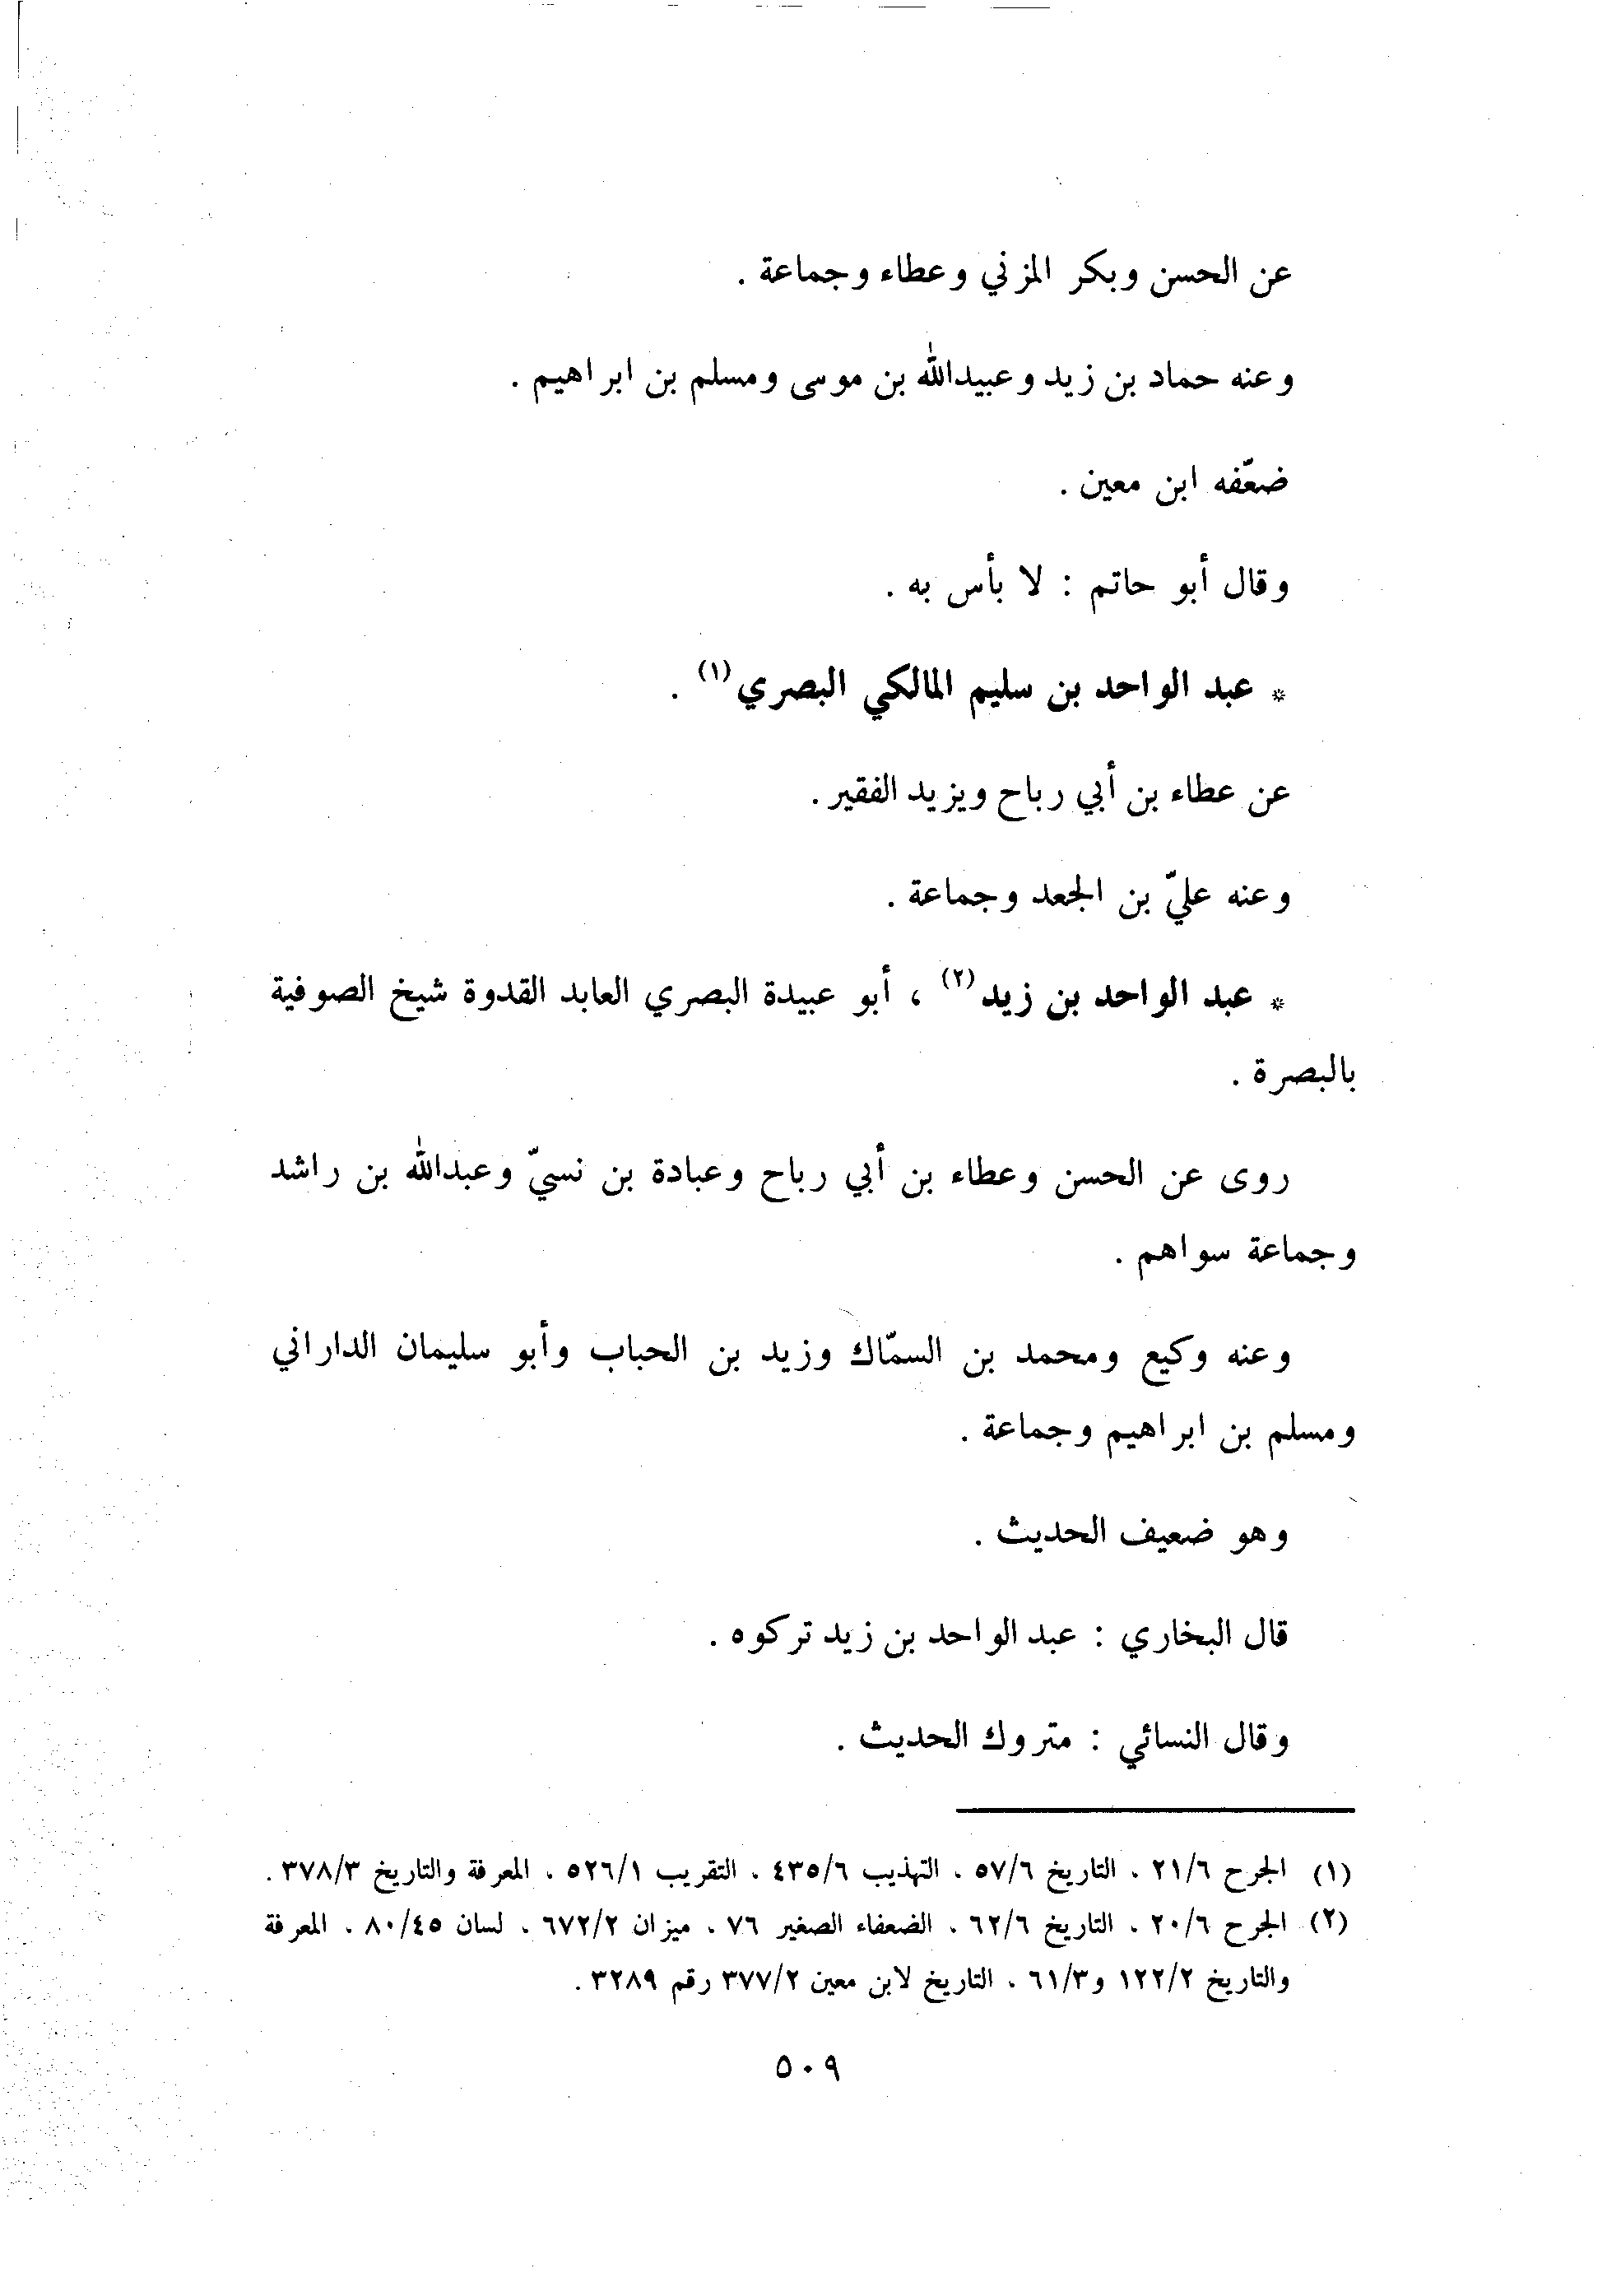 عن الحسن وبكر المزني وعطاء وجماعة .
وعنه حماد بن زيد وعبيدالله بن موسى ومسلم بن ابراهيم .
ضعّفه ابن معين .
وقال أبو حاتم : لا بأس به .
* عبد الواحد بن سليم المالكي البصري (١) .
عن عطاء بن أبي رباح ويزيد الفقير .
وعنه عليّ بن الجعد وجماعة .
* عبد الواحد بن زيد (٢) ، أبو عبيدة البصري العابد القدوة شيخ الصوفية
بالبصرة .
روى عن الحسن وعطاء بن أبي رباح وعبادة بن نسيّ وعبدالله بن راشد
وجماعة سواهم .
وعنه وكيع ومحمد بن السمّاك وزيد بن الحباب وأبو سليمان الداراني
ومسلم بن ابراهيم وجماعة .
وهو ضعيف الحديث .
قال البخاري : عبد الواحد بن زيد تركوه .
وقال النسائي : متروك الحديث .
(١) الجرح ٢١/٦ ، التاريخ ٥٧/٦ ، التهذيب ٤٣٥/٦ ، التقريب ٥٢٦/١ ، المعرفة والتاريخ ٣٧٨/٣ .
(٢) الجرح ٢٠/٦ ، التاريخ ٦٢/٦ ، الضعفاء الصغير ٧٦ ، ميزان ٦٧٢/٢ ، لسان ٨٠/٤٥ ، المعرفة
والتاريخ ١٢٢/٢ و٦١/٣ ، التاريخ لابن معين ٣٧٧/٢ رقم ٣٢٨٩ .
٥٠٩